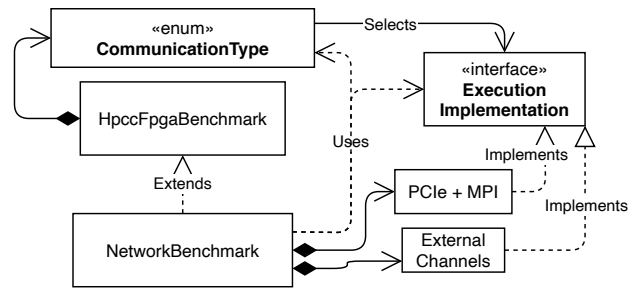 «enum»
CommunicationType
Selects
«interface»
Execution
Implementation
HpccFpgaBenchmark
Uses
Implements
Extends
PCIe + MPI
Implements
NetworkBenchmark
External
Channels